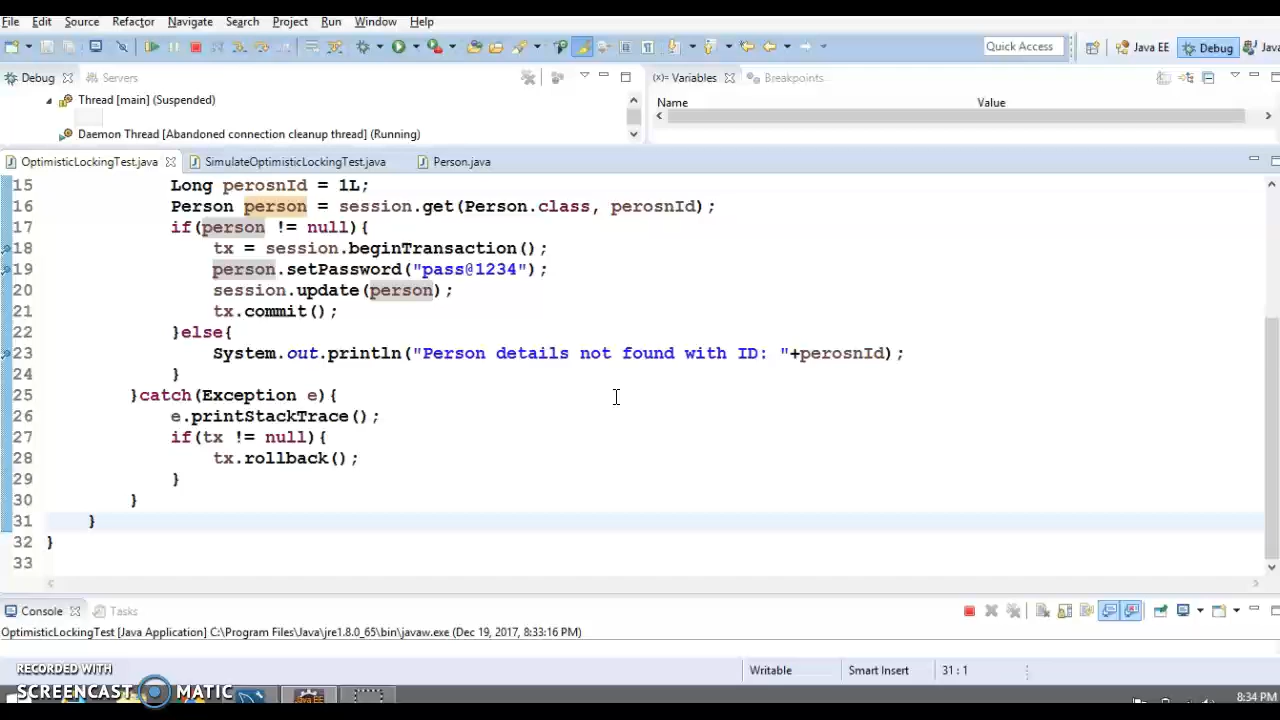 File Edit Source Refactor Navigate Search Project Run Window Help
Quick Access Java EE Debug Java
Debug Servers (x)= Variables Breakpoints
Thread [main] (Suspended)
Name Value
Daemon Thread [Abandoned connection cleanup thread] (Running)
OptimisticLockingTest.java SimulateOptimisticLockingTest.java Person.java
15 Long perosnId = 1L;
16 Person person = session.get(Person.class, perosnId);
17 if(person != null){
18 tx = session.beginTransaction();
19 person.setPassword("pass@1234");
20 session.update(person);
21 tx.commit();
22 }else{
23 System.out.println("Person details not found with ID: "+perosnId);
24 }
25 }catch(Exception e){
26 e.printStackTrace();
27 if(tx != null){
28 tx.rollback();
29 }
30 }
31 }
32 }
33
Console Tasks
OptimisticLockingTest [Java Application] C:\Program Files\Java\jre1.8.0_65\bin\javaw.exe (Dec 19, 2017, 8:33:16 PM)
Writable Smart Insert 31 : 1
RECORDED WITH
SCREENCAST MATIC
Java EE
8:34 PM